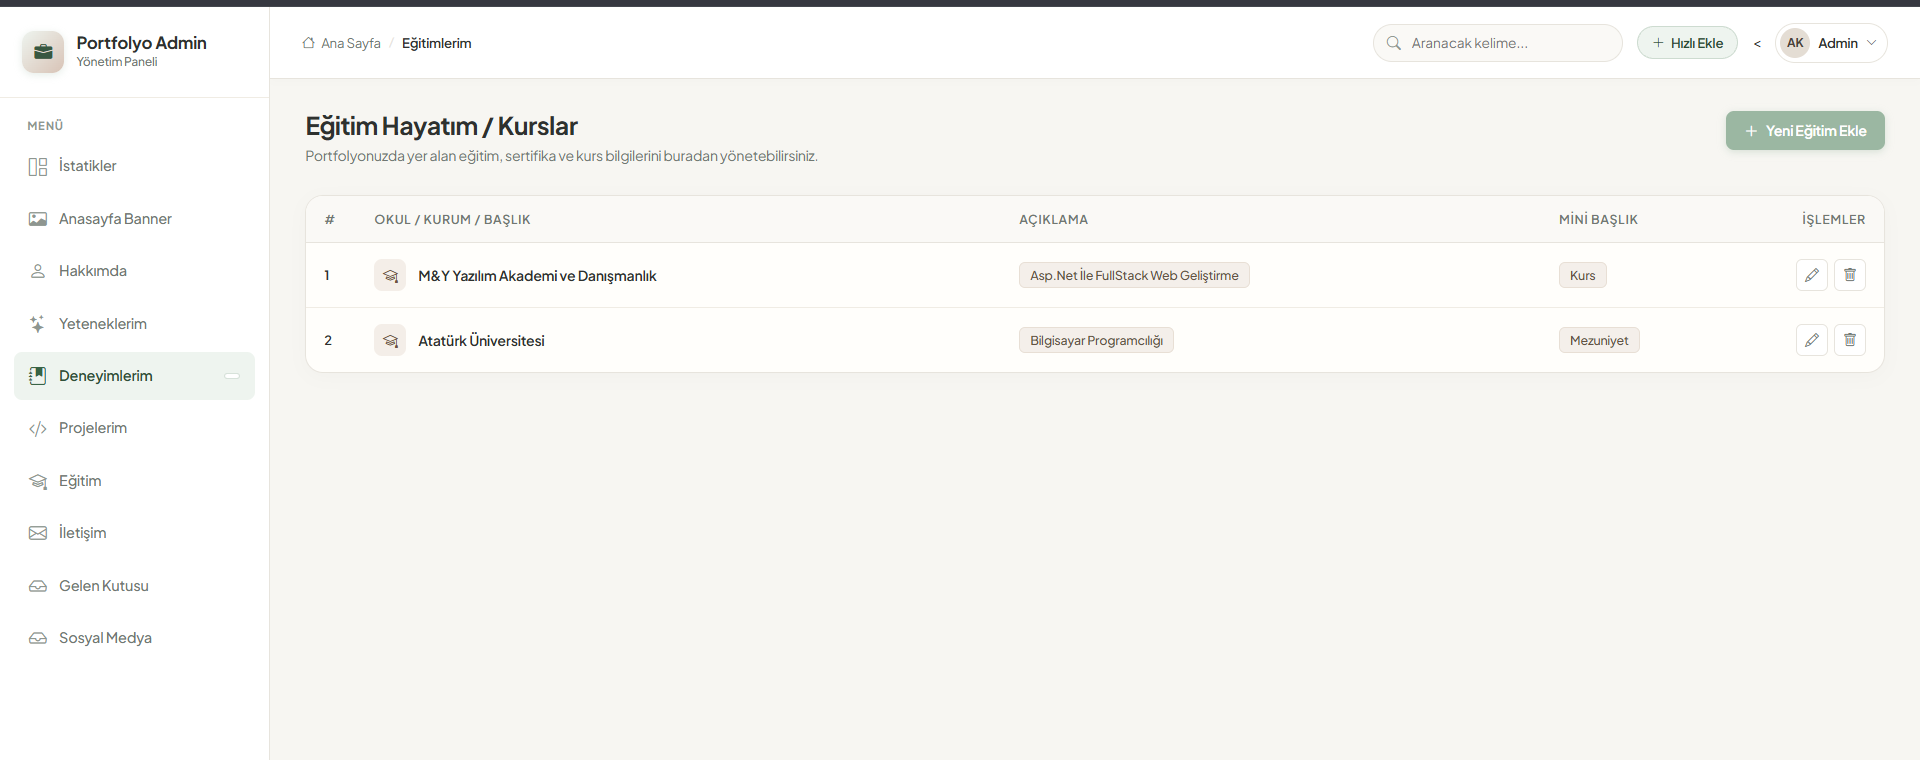 Portfolyo Admin
Yönetim Paneli
MENÜ
İstatikler
Anasayfa Banner
Hakkımda
Yeteneklerim
Deneyimlerim
Projelerim
Eğitim
İletişim
Gelen Kutusu
Sosyal Medya
Ana Sayfa / Eğitimlerim
Aranacak kelime...
+ Hızlı Ekle
<
AK Admin
Eğitim Hayatım / Kurslar
Portfolyonuzda yer alan eğitim, sertifika ve kurs bilgilerini buradan yönetebilirsiniz.
+ Yeni Eğitim Ekle
# OKUL / KURUM / BAŞLIK AÇIKLAMA MİNİ BAŞLIK İŞLEMLER
1 M&Y Yazılım Akademi ve Danışmanlık Asp.Net İle FullStack Web Geliştirme Kurs
2 Atatürk Üniversitesi Bilgisayar Programcılığı Mezuniyet